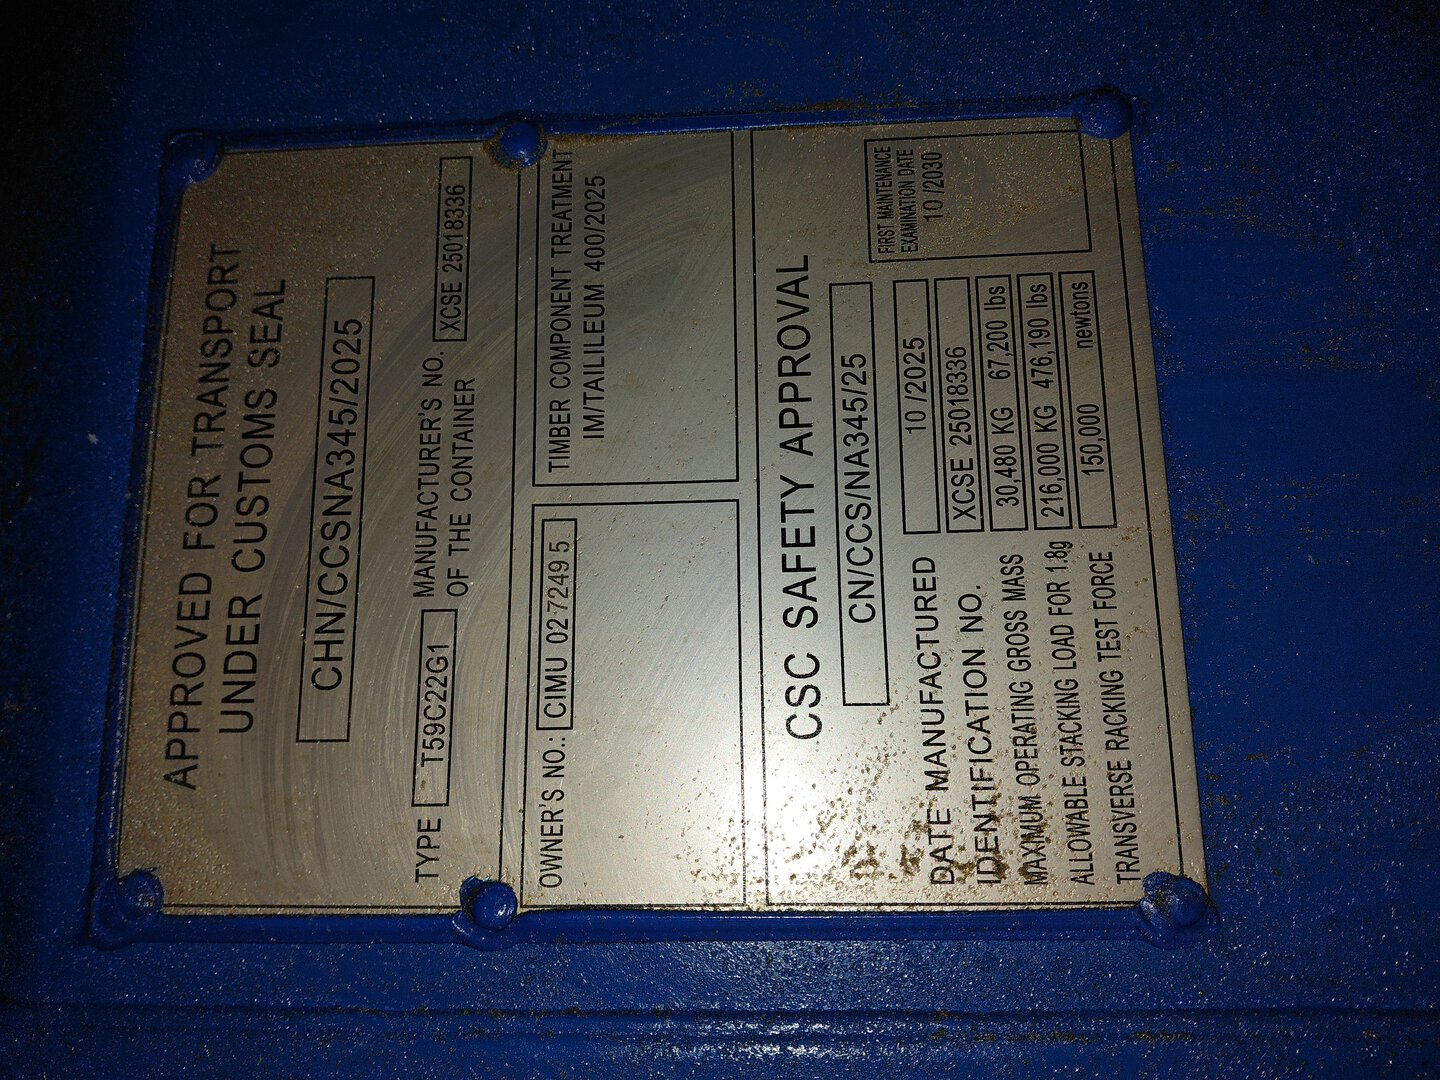 APPROVED FOR TRANSPORT
UNDER CUSTOMS SEAL
CHN/CCSNA345/2025
TYPE T59C22G1 MANUFACTURER'S NO. XCSE 25018336
OF THE CONTAINER
OWNER'S NO.: CIMU 02 7249 5
TIMBER COMPONENT TREATMENT
IM/TAILILEUM 400/2025
CSC SAFETY APPROVAL
CN/CCS/NA345/25
FIRST MAINTENANCE
EXAMINATION DATE
10 /2030
DATE MANUFACTURED 10 /2025
IDENTIFICATION NO. XCSE 25018336
MAXIMUM OPERATING GROSS MASS 30,480 KG 67,200 lbs
ALLOWABLE STACKING LOAD FOR 1.8g 216,000 KG 476,190 lbs
TRANSVERSE RACKING TEST FORCE 150,000 newtons